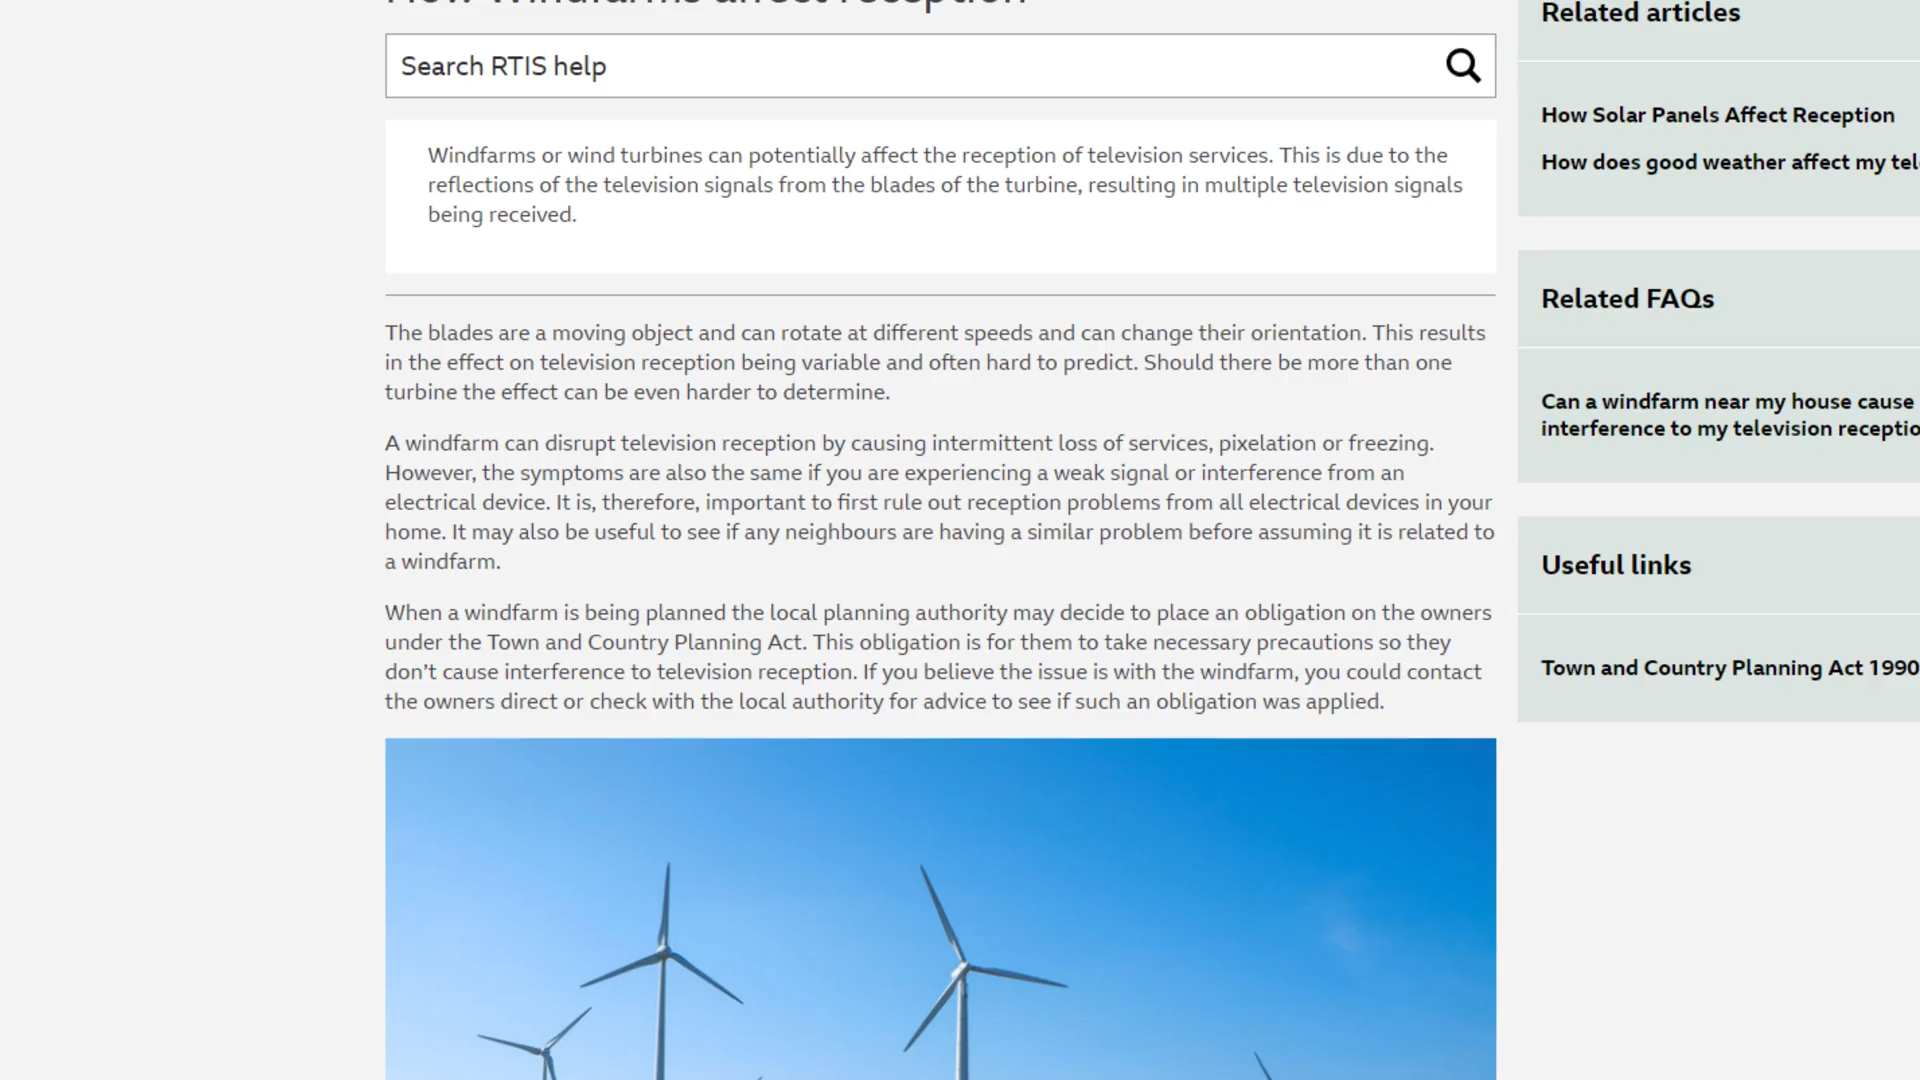 How Windfarms affect reception
Search RTIS help
Windfarms or wind turbines can potentially affect the reception of television services. This is due to the
reflections of the television signals from the blades of the turbine, resulting in multiple television signals
being received.
The blades are a moving object and can rotate at different speeds and can change their orientation. This results
in the effect on television reception being variable and often hard to predict. Should there be more than one
turbine the effect can be even harder to determine.
A windfarm can disrupt television reception by causing intermittent loss of services, pixelation or freezing.
However, the symptoms are also the same if you are experiencing a weak signal or interference from an
electrical device. It is, therefore, important to first rule out reception problems from all electrical devices in your
home. It may also be useful to see if any neighbours are having a similar problem before assuming it is related to
a windfarm.
When a windfarm is being planned the local planning authority may decide to place an obligation on the owners
under the Town and Country Planning Act. This obligation is for them to take necessary precautions so they
don't cause interference to television reception. If you believe the issue is with the windfarm, you could contact
the owners direct or check with the local authority for advice to see if such an obligation was applied.
Related articles
How Solar Panels Affect Reception
How does good weather affect my tel
Related FAQs
Can a windfarm near my house cause
interference to my television receptio
Useful links
Town and Country Planning Act 1990